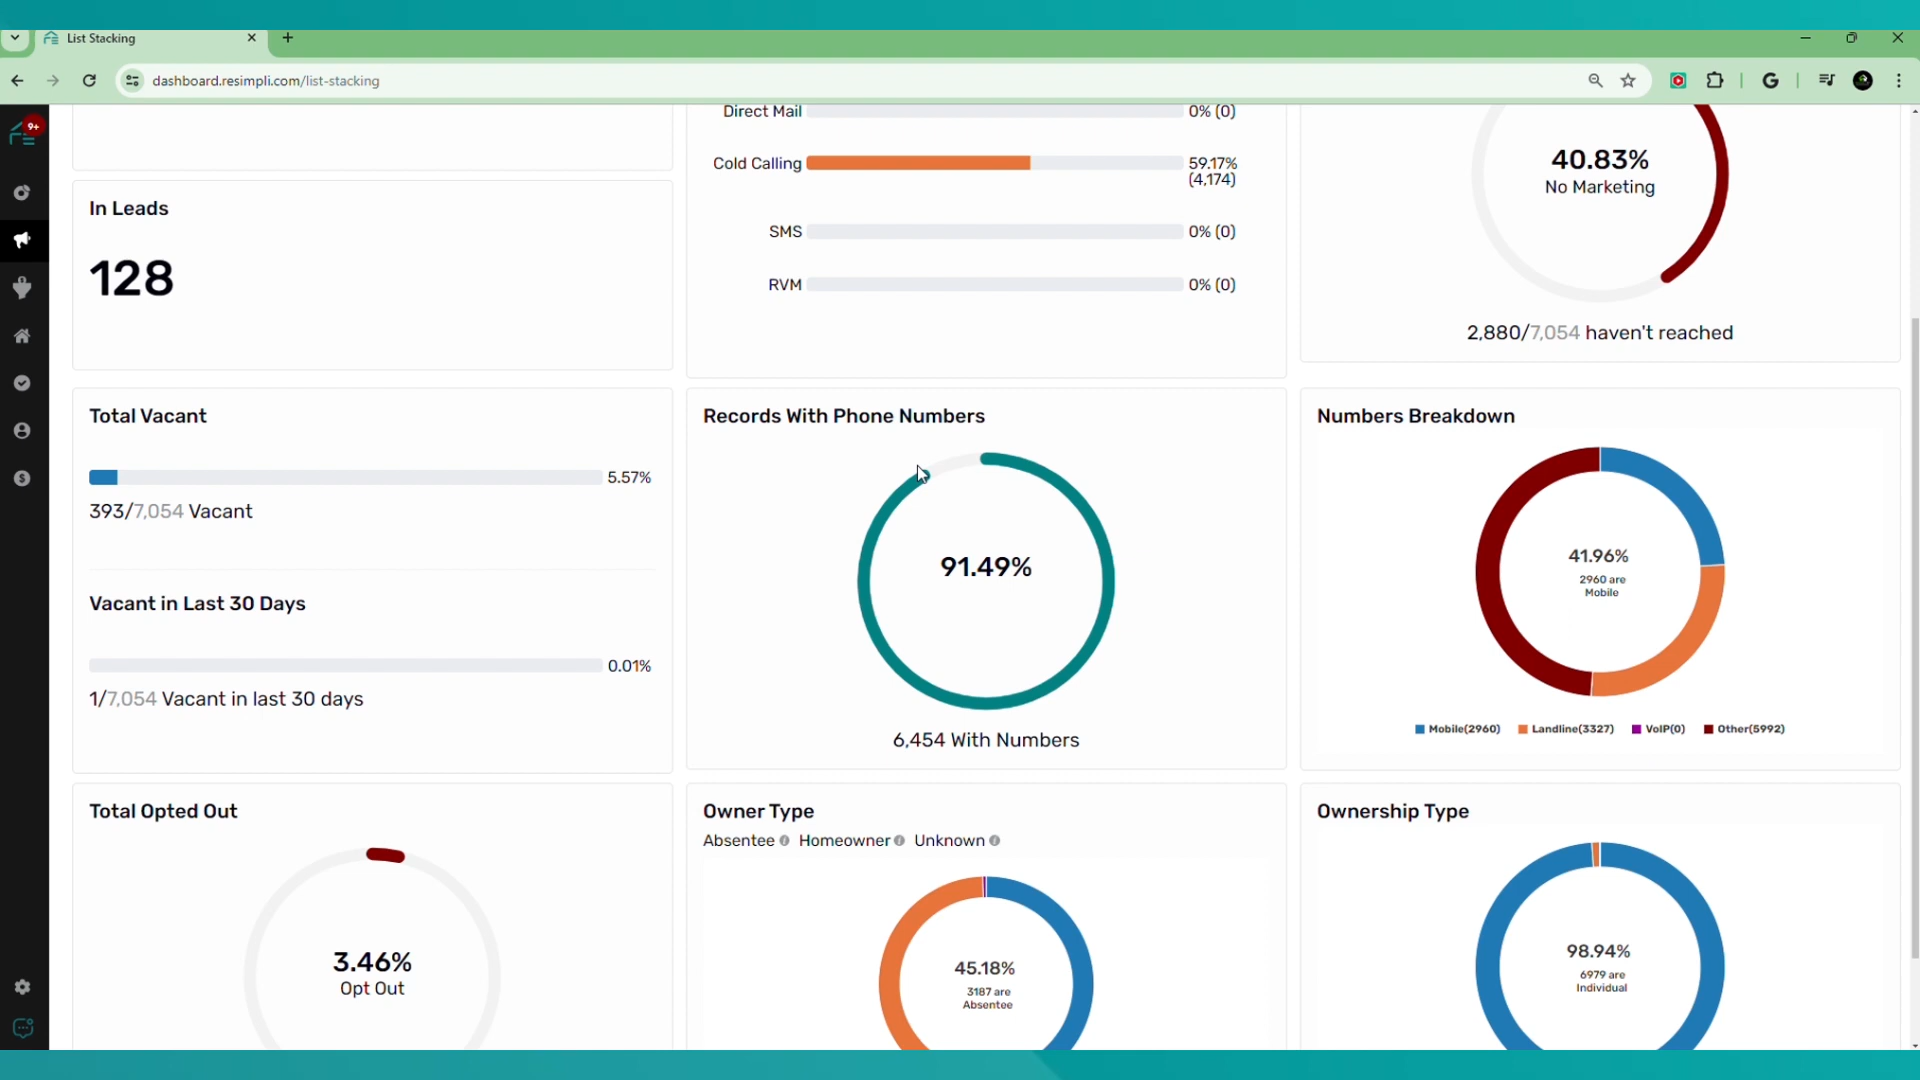 List Stacking
dashboard.resimpli.com/list-stacking
9+
Direct Mail 0% (0)
Cold Calling 59.17%
(4,174)
SMS 0% (0)
RVM 0% (0)
40.83%
No Marketing
2,880/7,054 haven't reached
In Leads
128
Total Vacant
5.57%
393/7,054 Vacant
Vacant in Last 30 Days
0.01%
1/7,054 Vacant in last 30 days
Records With Phone Numbers
91.49%
6,454 With Numbers
Numbers Breakdown
41.96%
2960 are
Mobile
Mobile(2960) Landline(3327) VoIP(0) Other(5992)
Total Opted Out
3.46%
Opt Out
Owner Type
Absentee Homeowner Unknown
45.18%
3187 are
Absentee
Ownership Type
98.94%
6979 are
Individual